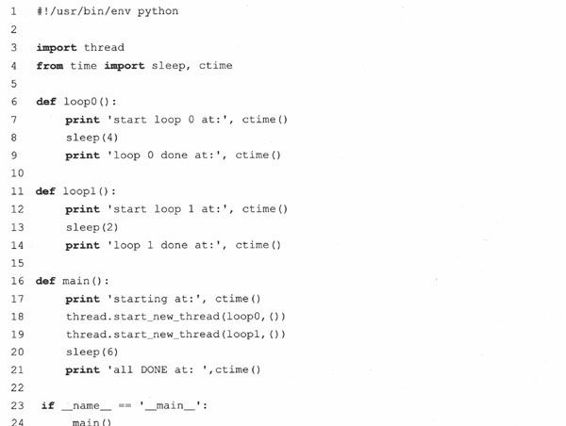 1 #!/usr/bin/env python
2
3 import thread
4 from time import sleep, ctime
5
6 def loop0():
7     print 'start loop 0 at:', ctime()
8     sleep(4)
9     print 'loop 0 done at:', ctime()
10
11 def loop1():
12     print 'start loop 1 at:', ctime()
13     sleep(2)
14     print 'loop 1 done at:', ctime()
15
16 def main():
17     print 'starting at:', ctime()
18     thread.start_new_thread(loop0,())
19     thread.start_new_thread(loop1,())
20     sleep(6)
21     print 'all DONE at: ',ctime()
22
23 if __name__ == '__main__':
24     main()